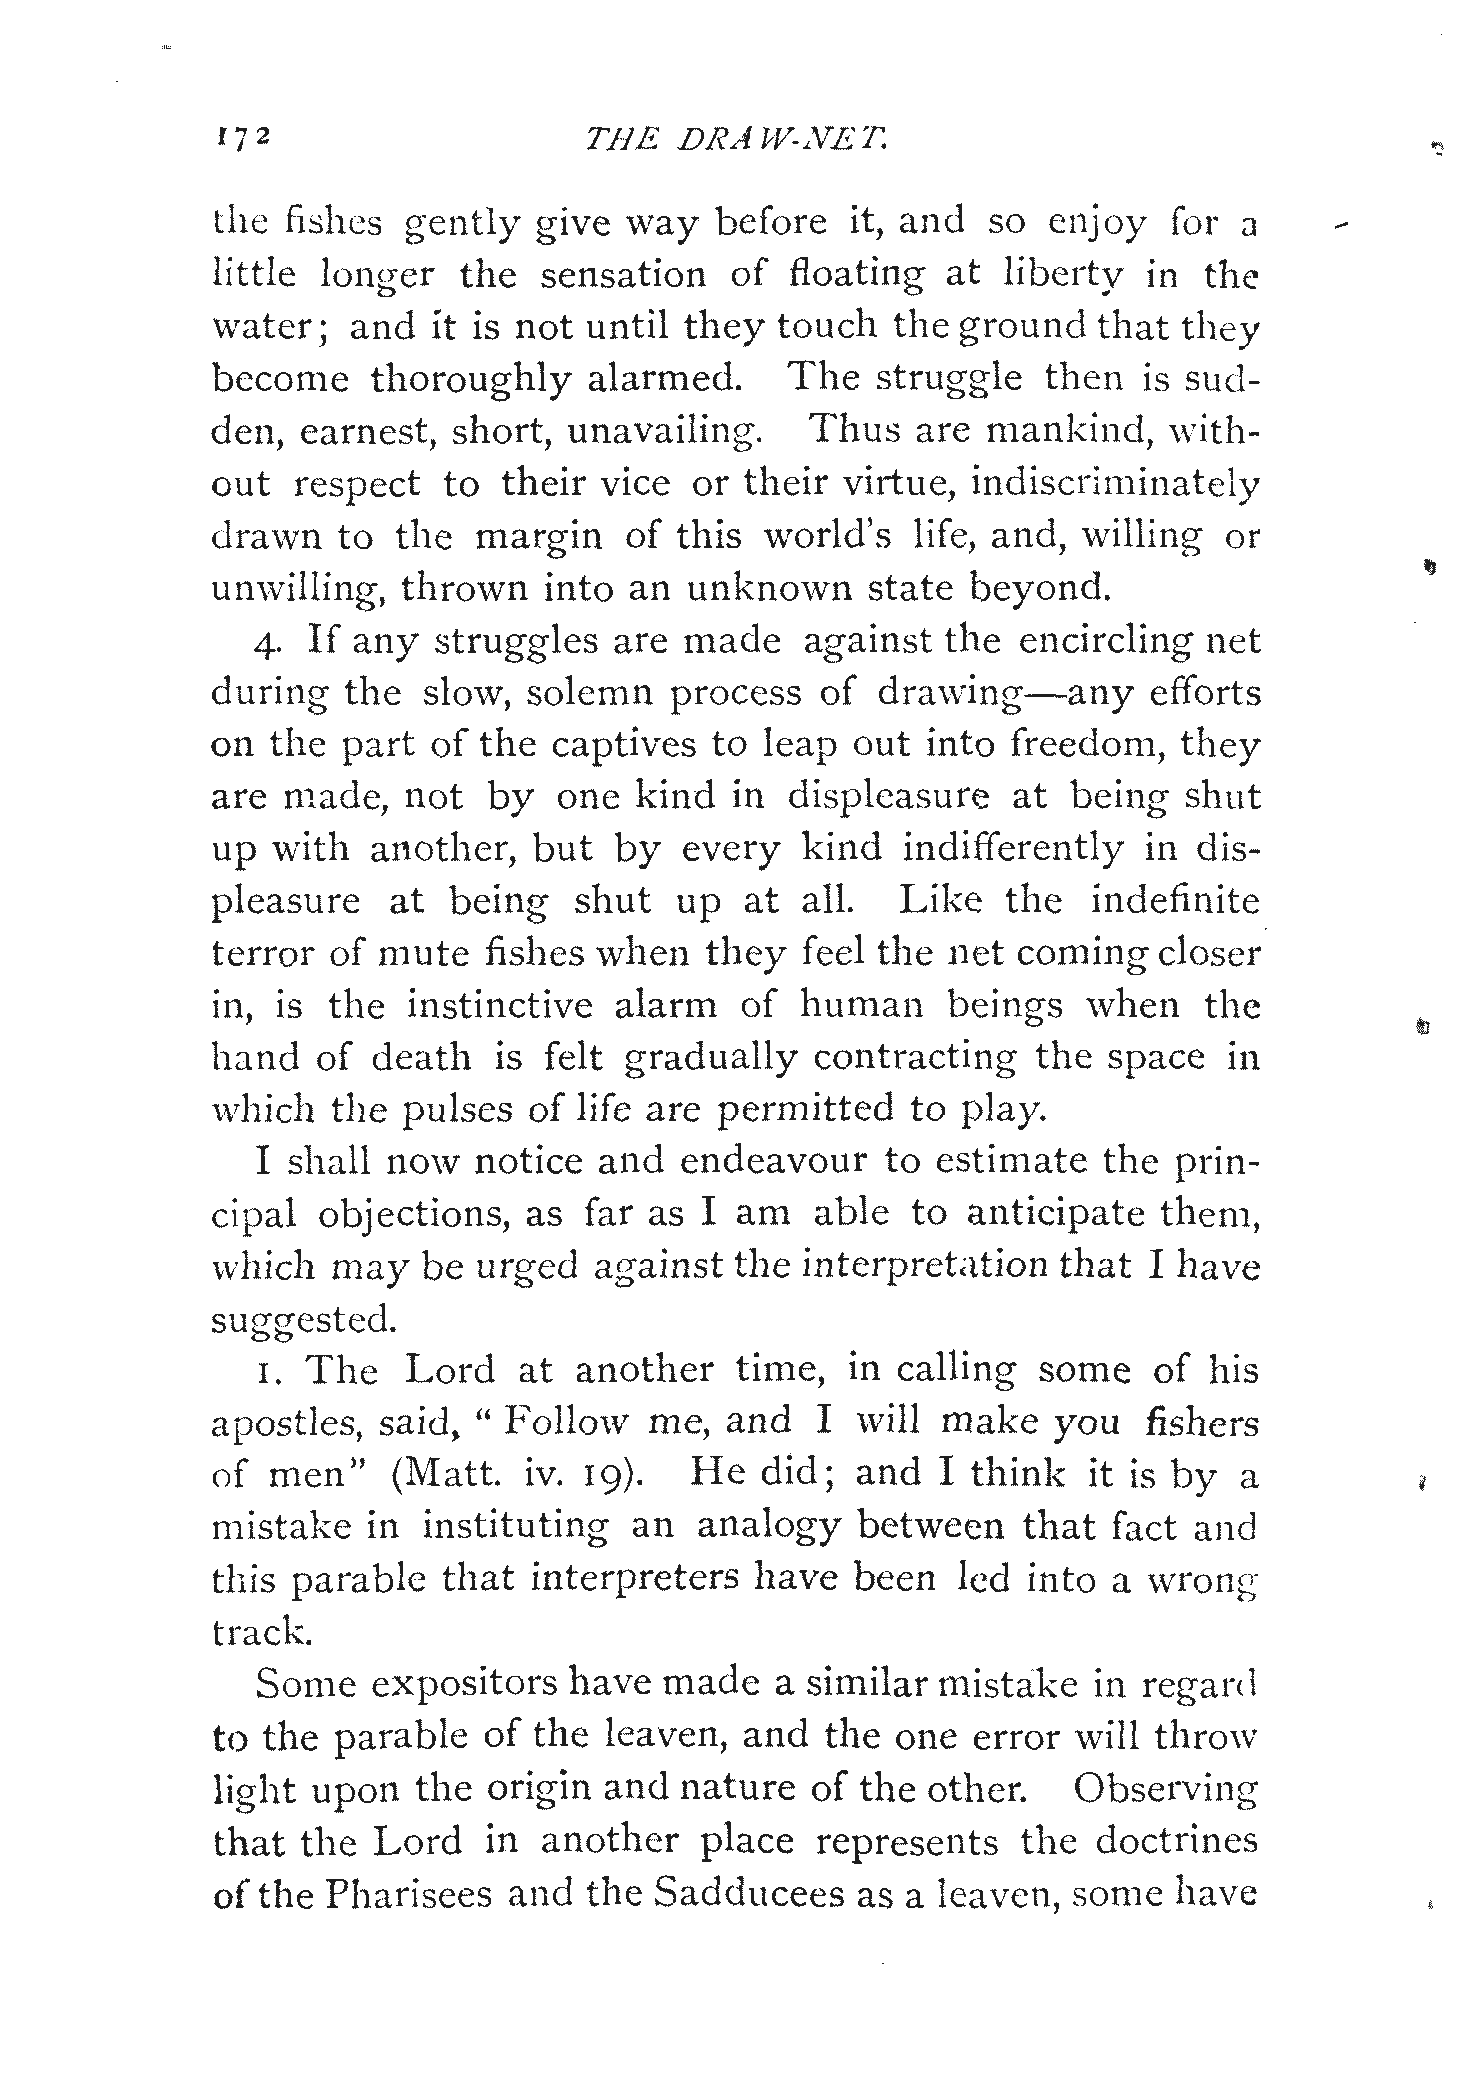 172 THE DRAW-NET.
the fishes gently give way before it, and so enjoy for a
little longer the sensation of floating at liberty in the
water; and it is not until they touch the ground that they
become thoroughly alarmed. The struggle then is sud-
den, earnest, short, unavailing. Thus are mankind, with-
out respect to their vice or their virtue, indiscriminately
drawn to the margin of this world's life, and, willing or
unwilling, thrown into an unknown state beyond.
4. If any struggles are made against the encircling net
during the slow, solemn process of drawing—any efforts
on the part of the captives to leap out into freedom, they
are made, not by one kind in displeasure at being shut
up with another, but by every kind indifferently in dis-
pleasure at being shut up at all. Like the indefinite
terror of mute fishes when they feel the net coming closer
in, is the instinctive alarm of human beings when the
hand of death is felt gradually contracting the space in
which the pulses of life are permitted to play.
I shall now notice and endeavour to estimate the prin-
cipal objections, as far as I am able to anticipate them,
which may be urged against the interpretation that I have
suggested.
1. The Lord at another time, in calling some of his
apostles, said, “ Follow me, and I will make you fishers
of men” (Matt. iv. 19). He did; and I think it is by a
mistake in instituting an analogy between that fact and
this parable that interpreters have been led into a wrong
track.
Some expositors have made a similar mistake in regard
to the parable of the leaven, and the one error will throw
light upon the origin and nature of the other. Observing
that the Lord in another place represents the doctrines
of the Pharisees and the Sadducees as a leaven, some have